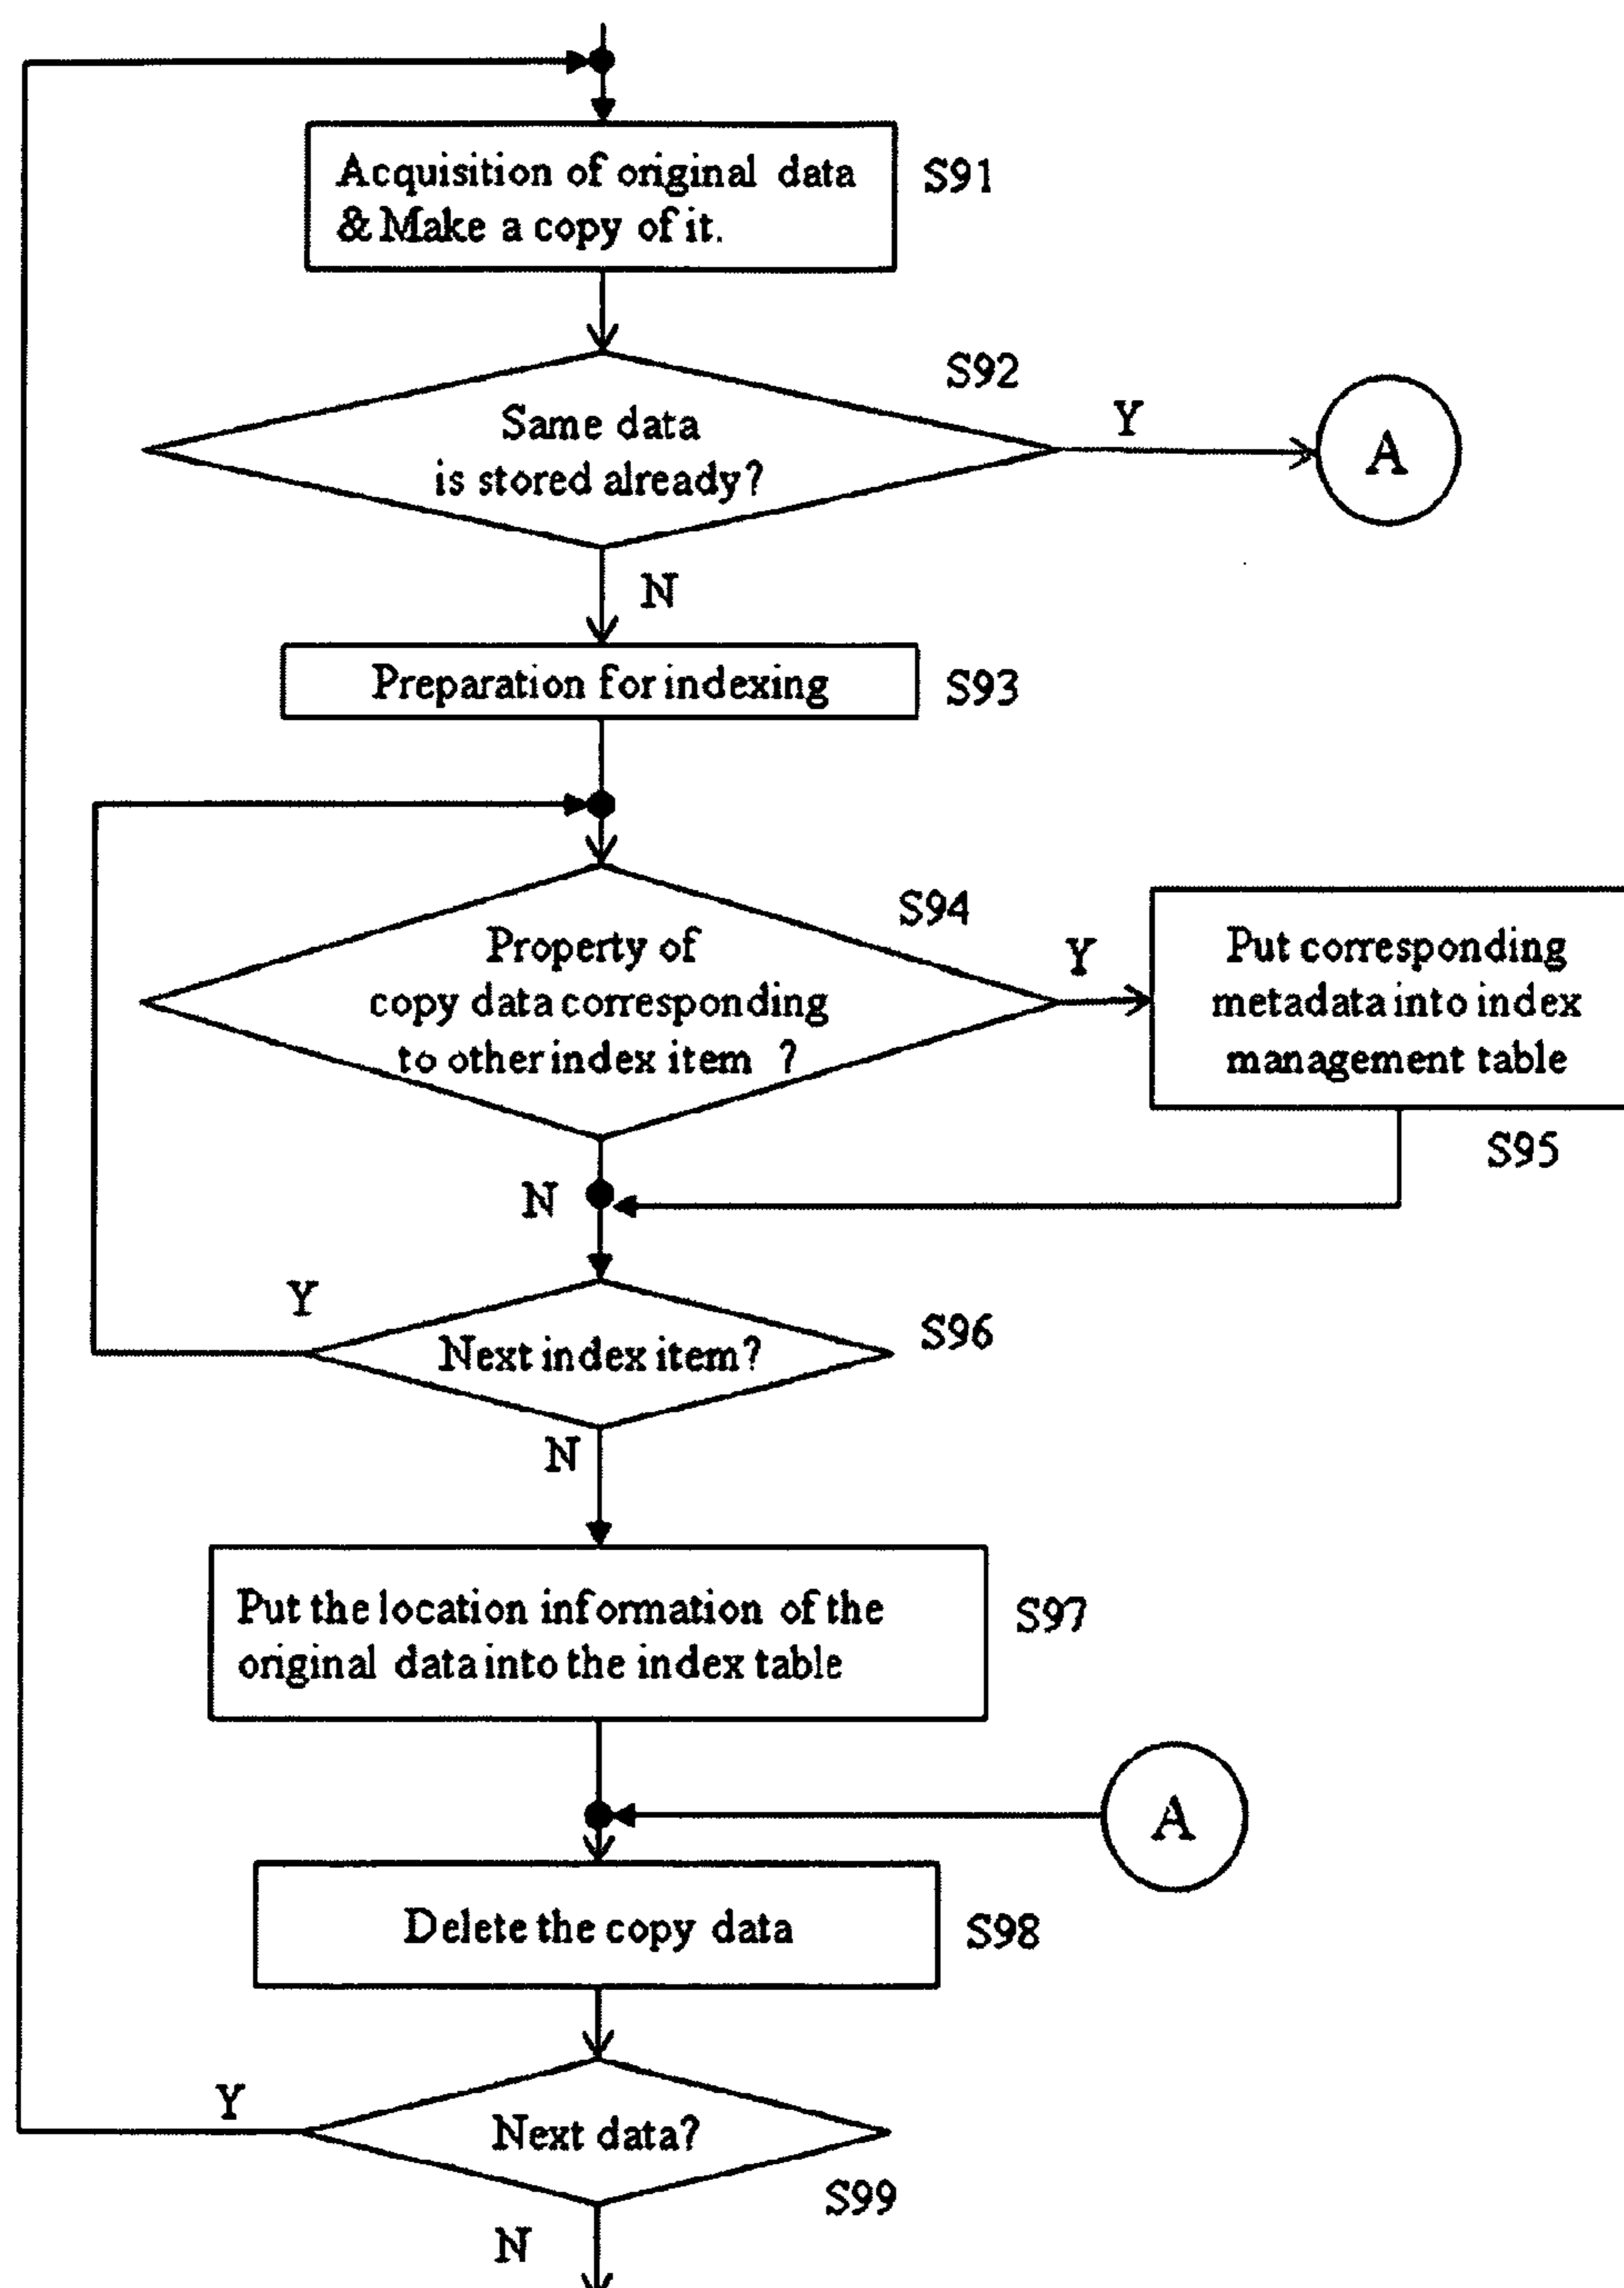 Acquisition of original data
& Make a copy of it.
S91
S92
Same data
is stored already?
Y
A
N
Preparation for indexing
S93
S94
Property of
copy data corresponding
to other index item ?
Y
Put corresponding
metadata into index
management table
S95
N
Y
Next index item?
S96
N
Put the location information of the
original data into the index table
S97
A
Delete the copy data
S98
Y
Next data?
S99
N